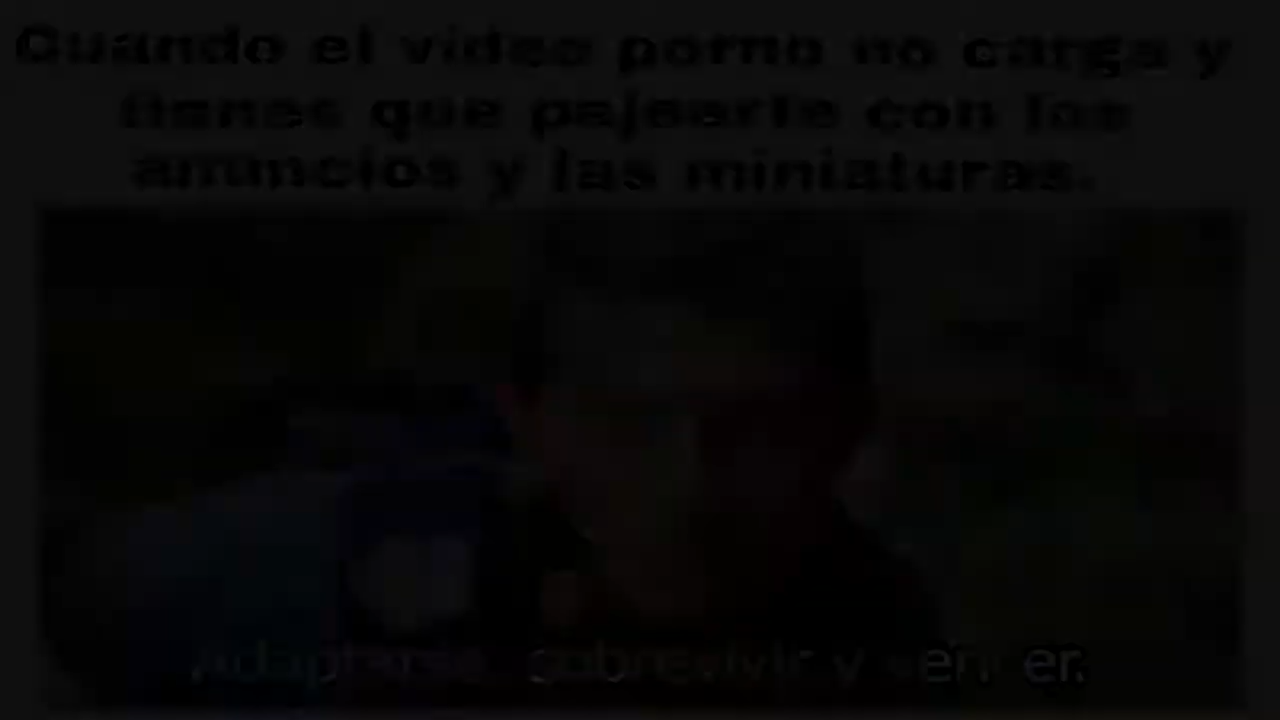 Cuando el video porno no carga y
tienes que pajearte con los
anuncios y las miniaturas.
Adaptarse, sobrevivir y vencer.